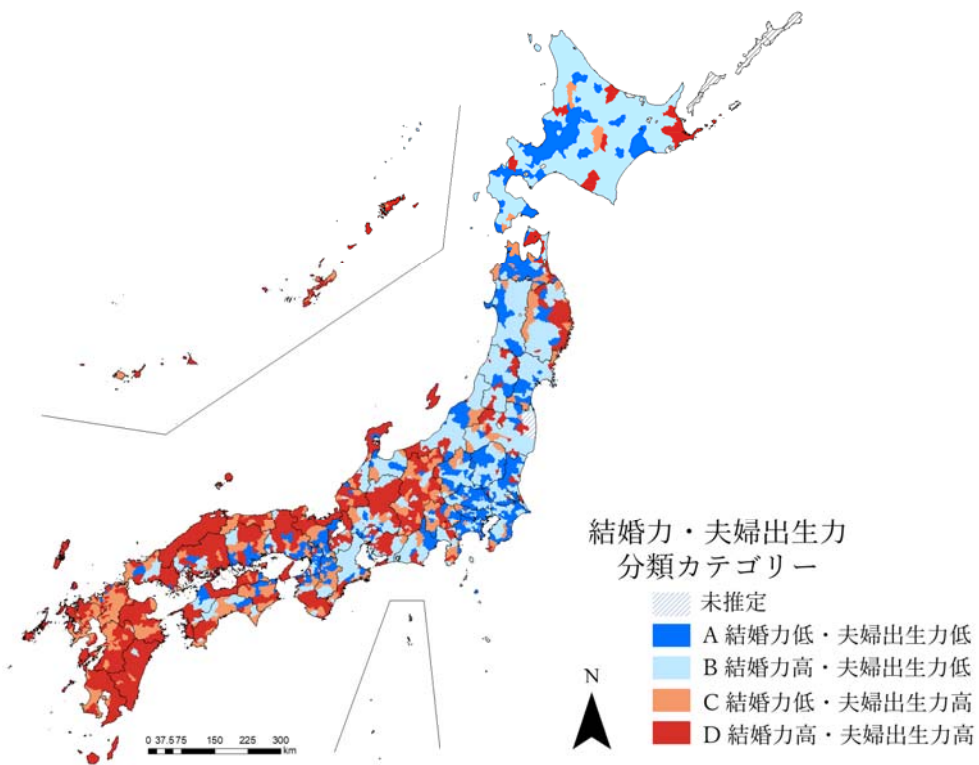 結婚力・夫婦出生力
分類カテゴリー
未推定
A 結婚力低・夫婦出生力低
B 結婚力高・夫婦出生力低
C 結婚力低・夫婦出生力高
D 結婚力高・夫婦出生力高
N
0 37.5 75 150 225 300
km